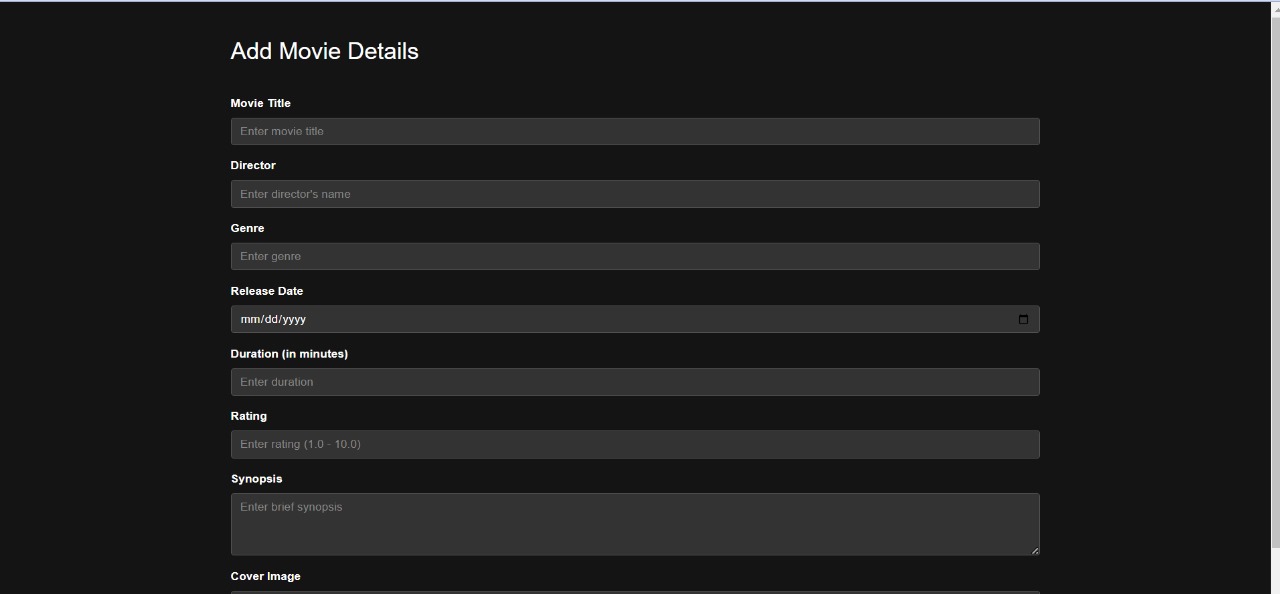 Add Movie Details
Movie Title
Enter movie title
Director
Enter director's name
Genre
Enter genre
Release Date
mm/dd/yyyy
Duration (in minutes)
Enter duration
Rating
Enter rating (1.0 - 10.0)
Synopsis
Enter brief synopsis
Cover Image